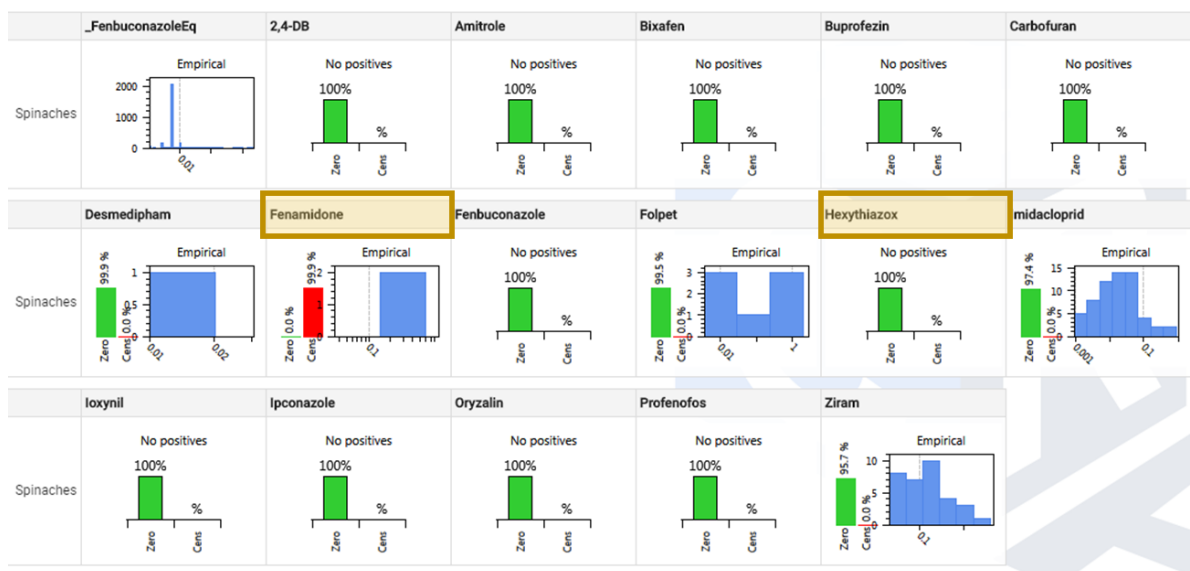 _FenbuconazoleEq 2,4-DB Amitrole Bixafen Buprofezin Carbofuran
Spinaches
Empirical
2000
1000
0
0.01
No positives
100%
%
Zero Cens
No positives
100%
%
Zero Cens
No positives
100%
%
Zero Cens
No positives
100%
%
Zero Cens
No positives
100%
%
Zero Cens
Desmedipham Fenamidone Fenbuconazole Folpet Hexythiazox midacloprid
Spinaches
99.9 %
0.0 %
Zero Cens
Empirical
1
0.5
0
0.01 0.02
0.0 %
99.9 %
Zero Cens
Empirical
2
1
0
0.1
No positives
100%
%
Zero Cens
99.5 %
0.0 %
Zero Cens
Empirical
3
2
1
0
0.01 1
No positives
100%
%
Zero Cens
97.4 %
0.0 %
Zero Cens
Empirical
15
10
5
0
0.001 0.1
Ioxynil Ipconazole Oryzalin Profenofos Ziram
Spinaches
No positives
100%
%
Zero Cens
No positives
100%
%
Zero Cens
No positives
100%
%
Zero Cens
No positives
100%
%
Zero Cens
95.7 %
0.0 %
Zero Cens
Empirical
10
5
0
0.1